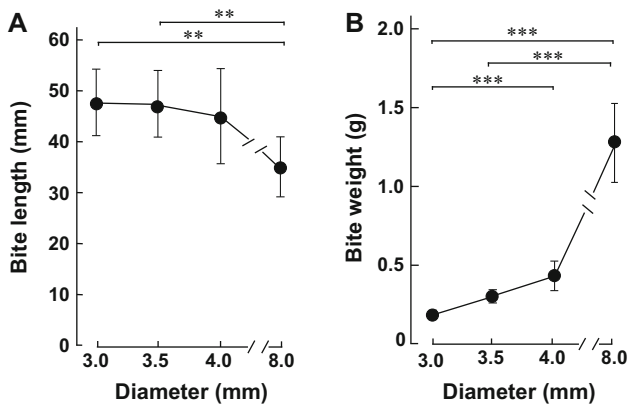 A
**
**
60
50
40
30
20
10
0
3.0 3.5 4.0 8.0
Bite length (mm)
Diameter (mm)
B
***
***
***
2.0
1.5
1.0
0.5
0
3.0 3.5 4.0 8.0
Bite weight (g)
Diameter (mm)